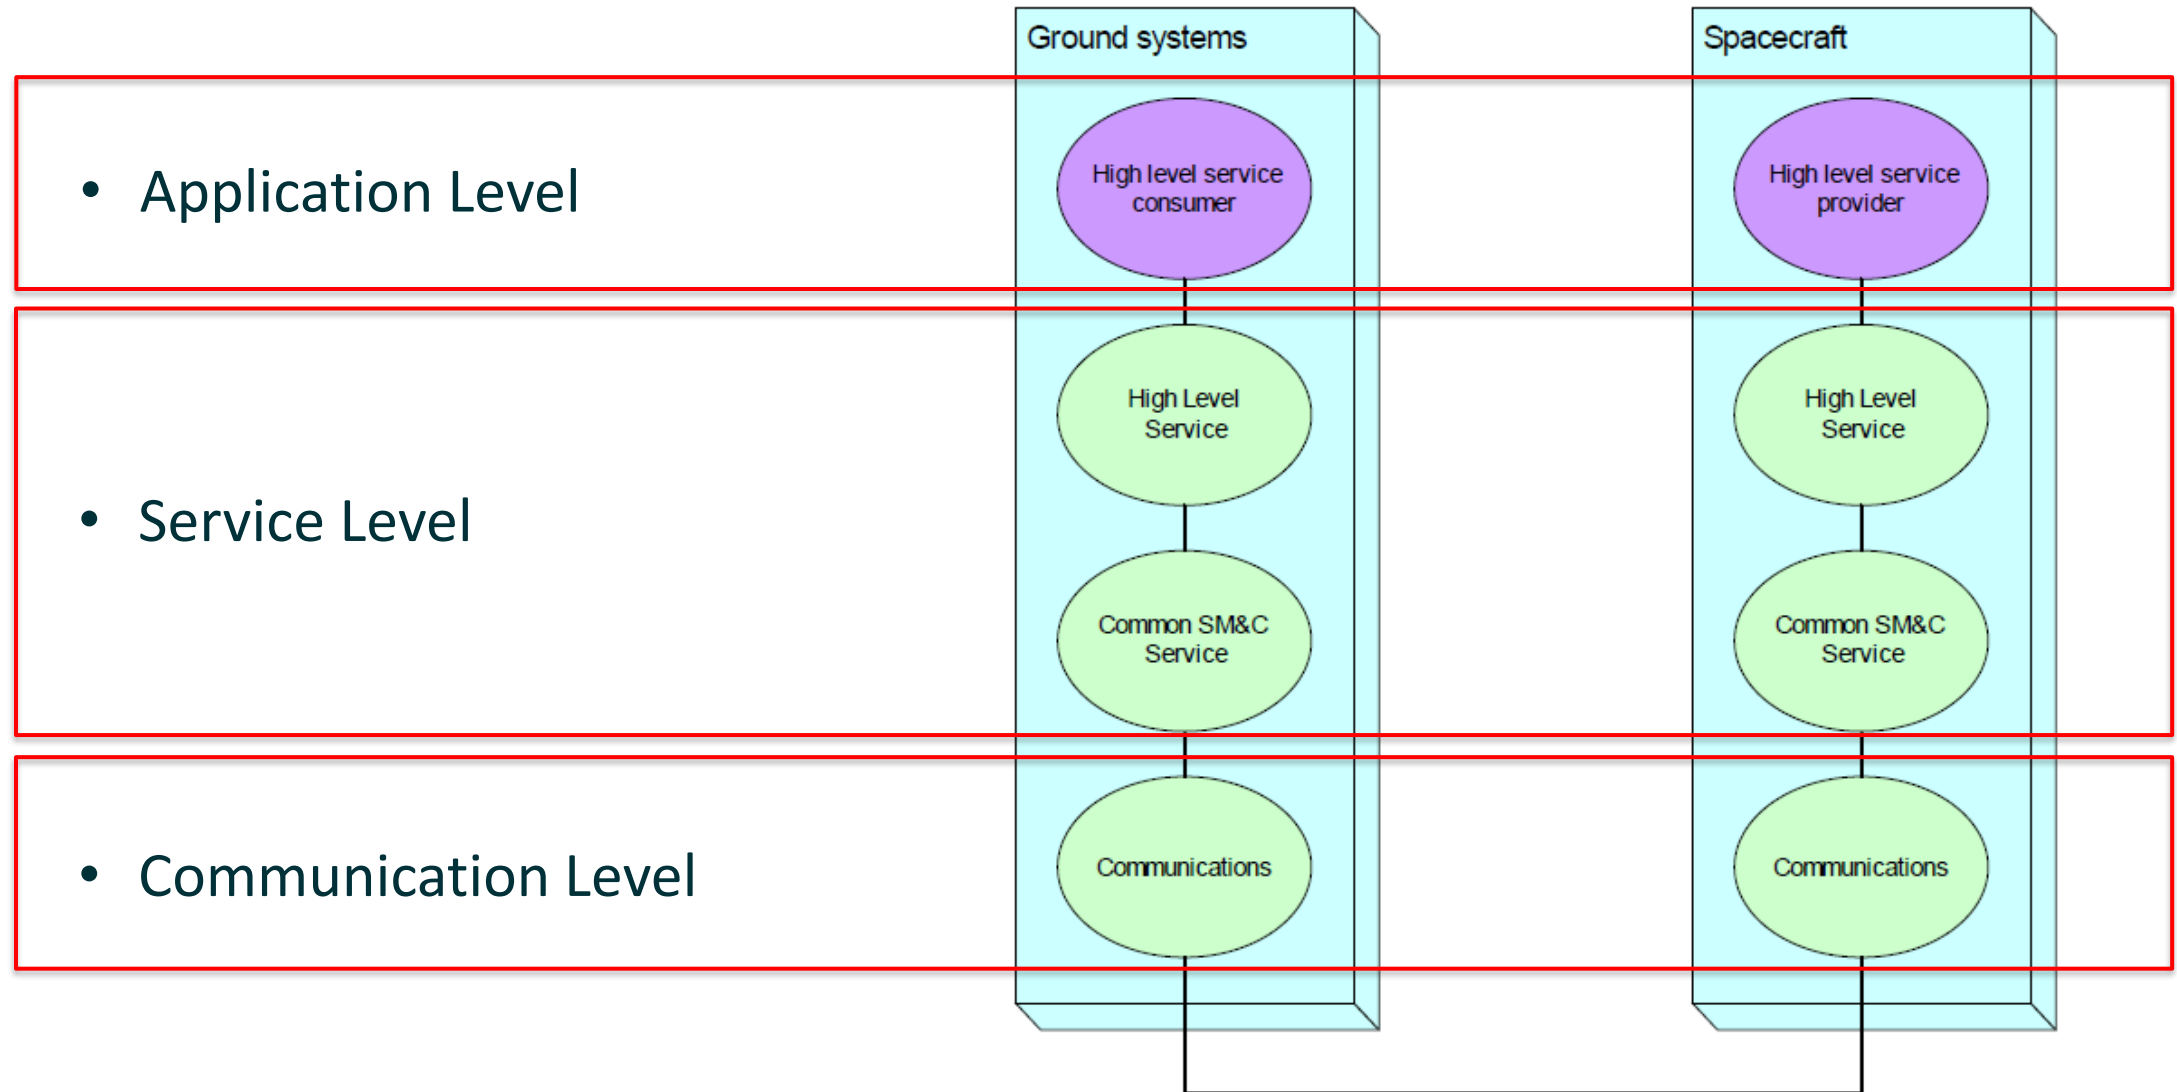 Ground systems
Spacecraft
• Application Level
High level service
consumer
High level service
provider
• Service Level
High Level
Service
High Level
Service
Common SM&C
Service
Common SM&C
Service
• Communication Level
Communications
Communications